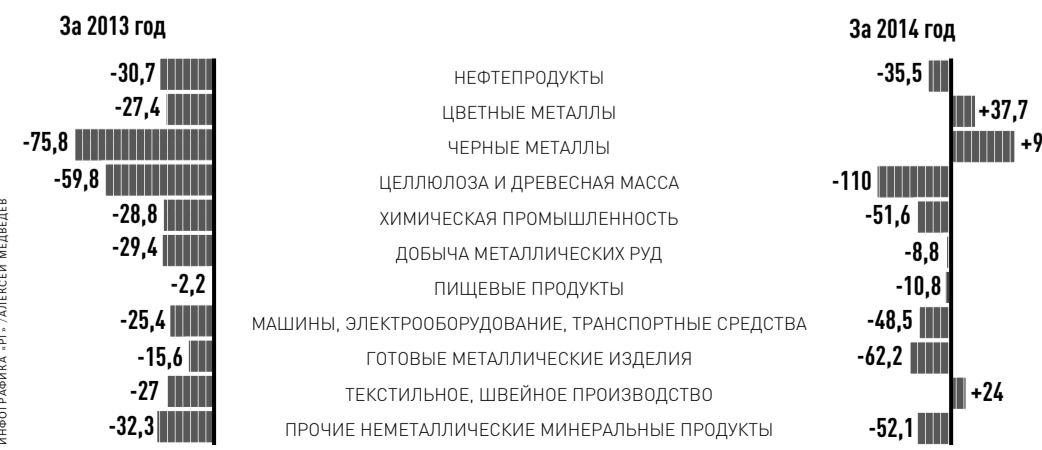 За 2013 год
За 2014 год
-30,7 НЕФТЕПРОДУКТЫ -35,5
-27,4 ЦВЕТНЫЕ МЕТАЛЛЫ +37,7
-75,8 ЧЕРНЫЕ МЕТАЛЛЫ +9
-59,8 ЦЕЛЛЮЛОЗА И ДРЕВЕСНАЯ МАССА -110
-28,8 ХИМИЧЕСКАЯ ПРОМЫШЛЕННОСТЬ -51,6
-29,4 ДОБЫЧА МЕТАЛЛИЧЕСКИХ РУД -8,8
-2,2 ПИЩЕВЫЕ ПРОДУКТЫ -10,8
-25,4 МАШИНЫ, ЭЛЕКТРООБОРУДОВАНИЕ, ТРАНСПОРТНЫЕ СРЕДСТВА -48,5
-15,6 ГОТОВЫЕ МЕТАЛЛИЧЕСКИЕ ИЗДЕЛИЯ -62,2
-27 ТЕКСТИЛЬНОЕ, ШВЕЙНОЕ ПРОИЗВОДСТВО +24
-32,3 ПРОЧИЕ НЕМЕТАЛЛИЧЕСКИЕ МИНЕРАЛЬНЫЕ ПРОДУКТЫ -52,1
ИНФОГРАФИКА «РГ» /АЛЕКСЕЙ МЕДВЕДЕВ